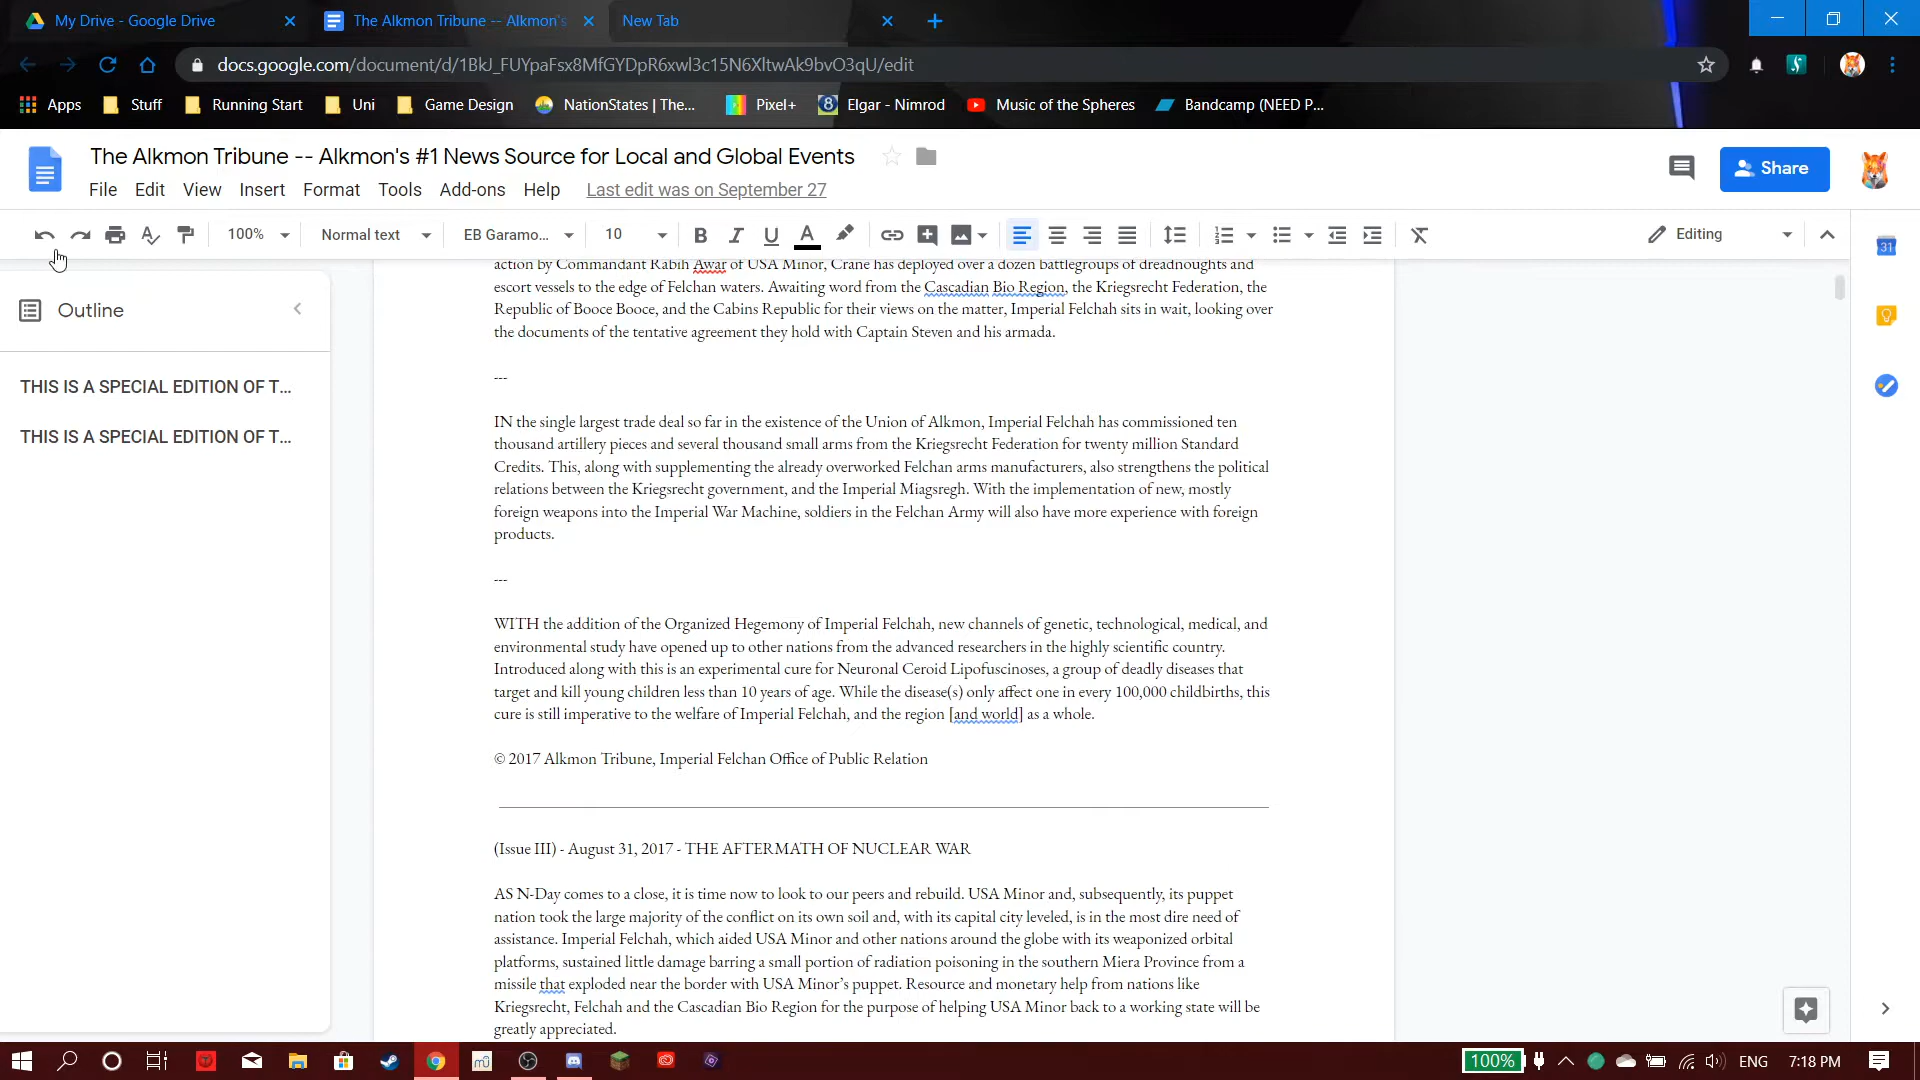 My Drive - Google Drive
The Alkmon Tribune -- Alkmon's
New Tab
docs.google.com/document/d/1BkJ_FUYpaFsx8MfGYDpR6xwl3c15N6XltwAk9bvO3qU/edit
Apps Stuff Running Start Uni Game Design NationStates | The... Pixel+ Elgar - Nimrod Music of the Spheres Bandcamp (NEED P...
The Alkmon Tribune -- Alkmon's #1 News Source for Local and Global Events
Share
File Edit View Insert Format Tools Add-ons Help Last edit was on September 27
100% Normal text EB Garamo... 10 B I U A Editing
31
Outline
THIS IS A SPECIAL EDITION OF T...
THIS IS A SPECIAL EDITION OF T...
action by Commandant Rabih Awar of USA Minor, Crane has deployed over a dozen battlegroups of dreadnoughts and
escort vessels to the edge of Felchan waters. Awaiting word from the Cascadian Bio Region, the Kriegsrecht Federation, the
Republic of Booce Booce, and the Cabins Republic for their views on the matter, Imperial Felchah sits in wait, looking over
the documents of the tentative agreement they hold with Captain Steven and his armada.
---
IN the single largest trade deal so far in the existence of the Union of Alkmon, Imperial Felchah has commissioned ten
thousand artillery pieces and several thousand small arms from the Kriegsrecht Federation for twenty million Standard
Credits. This, along with supplementing the already overworked Felchan arms manufacturers, also strengthens the political
relations between the Kriegsrecht government, and the Imperial Miagsregh. With the implementation of new, mostly
foreign weapons into the Imperial War Machine, soldiers in the Felchan Army will also have more experience with foreign
products.
---
WITH the addition of the Organized Hegemony of Imperial Felchah, new channels of genetic, technological, medical, and
environmental study have opened up to other nations from the advanced researchers in the highly scientific country.
Introduced along with this is an experimental cure for Neuronal Ceroid Lipofuscinoses, a group of deadly diseases that
target and kill young children less than 10 years of age. While the disease(s) only affect one in every 100,000 childbirths, this
cure is still imperative to the welfare of Imperial Felchah, and the region [and world] as a whole.
© 2017 Alkmon Tribune, Imperial Felchan Office of Public Relation
(Issue III) - August 31, 2017 - THE AFTERMATH OF NUCLEAR WAR
AS N-Day comes to a close, it is time now to look to our peers and rebuild. USA Minor and, subsequently, its puppet
nation took the large majority of the conflict on its own soil and, with its capital city leveled, is in the most dire need of
assistance. Imperial Felchah, which aided USA Minor and other nations around the globe with its weaponized orbital
platforms, sustained little damage barring a small portion of radiation poisoning in the southern Miera Province from a
missile that exploded near the border with USA Minor's puppet. Resource and monetary help from nations like
Kriegsrecht, Felchah and the Cascadian Bio Region for the purpose of helping USA Minor back to a working state will be
greatly appreciated.
100% ENG 7:18 PM